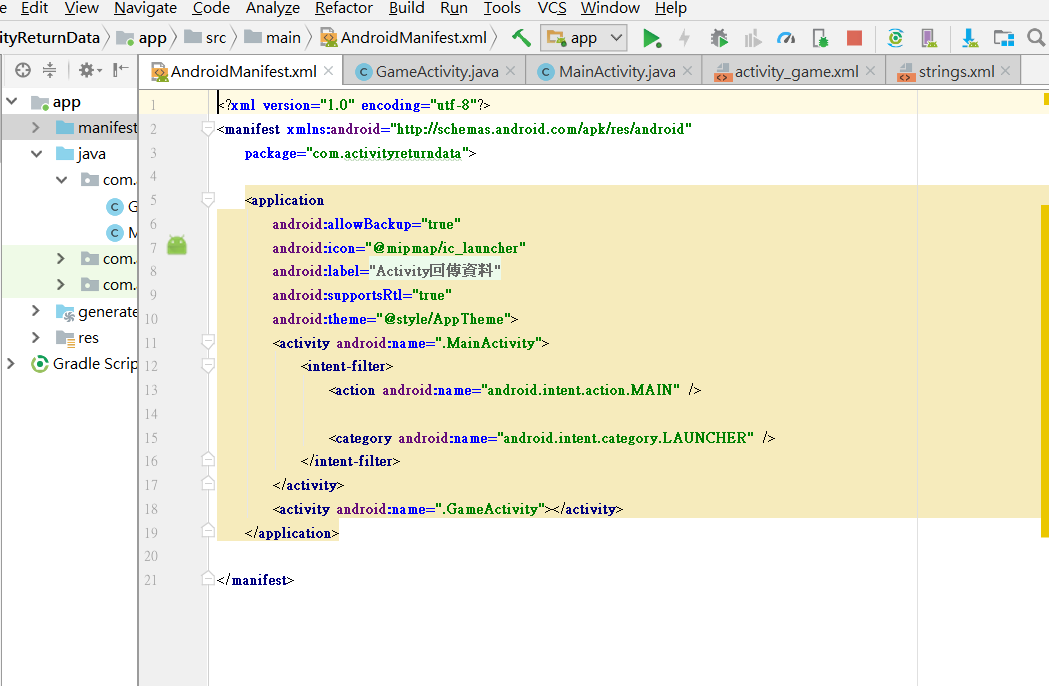 e Edit View Navigate Code Analyze Refactor Build Run Tools VCS Window Help
ityReturnData app src main AndroidManifest.xml app
AndroidManifest.xml GameActivity.java MainActivity.java activity_game.xml strings.xml
app
manifest
java
com.
C G
C M
com.
com.
generate
res
Gradle Scrip
1 <?xml version="1.0" encoding="utf-8"?>
2 <manifest xmlns:android="http://schemas.android.com/apk/res/android"
3 package="com.activityreturndata">
4
5 <application
6 android:allowBackup="true"
7 android:icon="@mipmap/ic_launcher"
8 android:label="Activity回傳資料"
9 android:supportsRtl="true"
10 android:theme="@style/AppTheme">
11 <activity android:name=".MainActivity">
12 <intent-filter>
13 <action android:name="android.intent.action.MAIN" />
14
15 <category android:name="android.intent.category.LAUNCHER" />
16 </intent-filter>
17 </activity>
18 <activity android:name=".GameActivity"></activity>
19 </application>
20
21 </manifest>